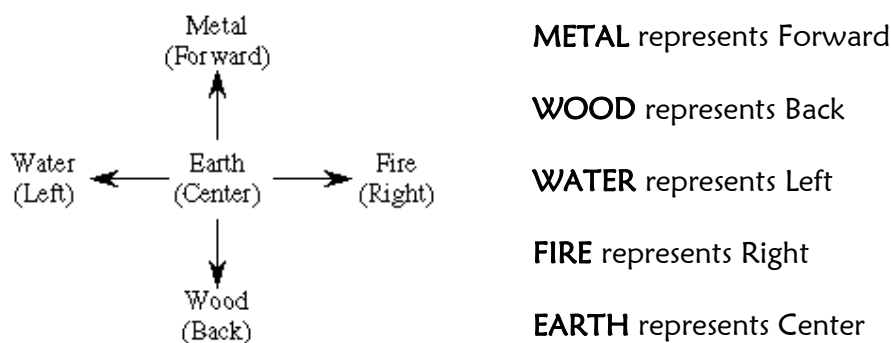 Metal
(Forward)
Water
(Left)
Earth
(Center)
Fire
(Right)
Wood
(Back)
METAL represents Forward
WOOD represents Back
WATER represents Left
FIRE represents Right
EARTH represents Center